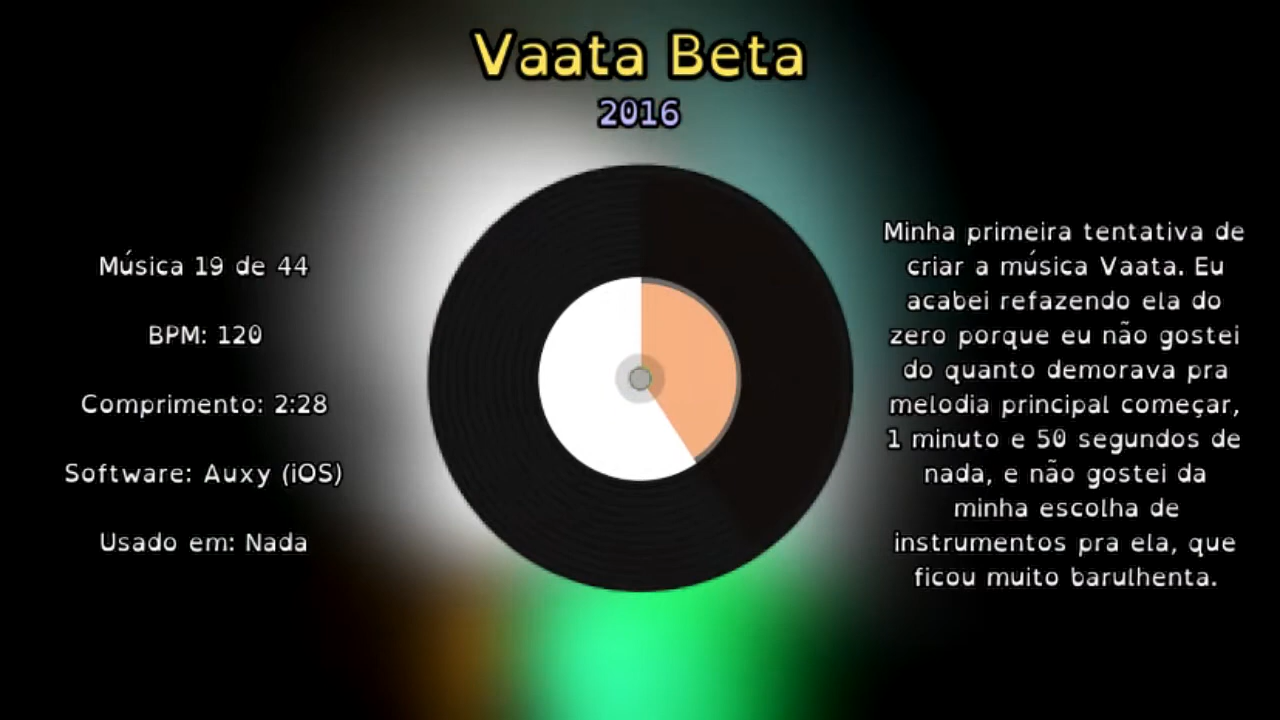 Vaata Beta
2016
Música 19 de 44
BPM: 120
Comprimento: 2:28
Software: Auxy (iOS)
Usado em: Nada
Minha primeira tentativa de
criar a música Vaata. Eu
acabei refazendo ela do
zero porque eu não gostei
do quanto demorava pra
melodia principal começar,
1 minuto e 50 segundos de
nada, e não gostei da
minha escolha de
instrumentos pra ela, que
ficou muito barulhenta.